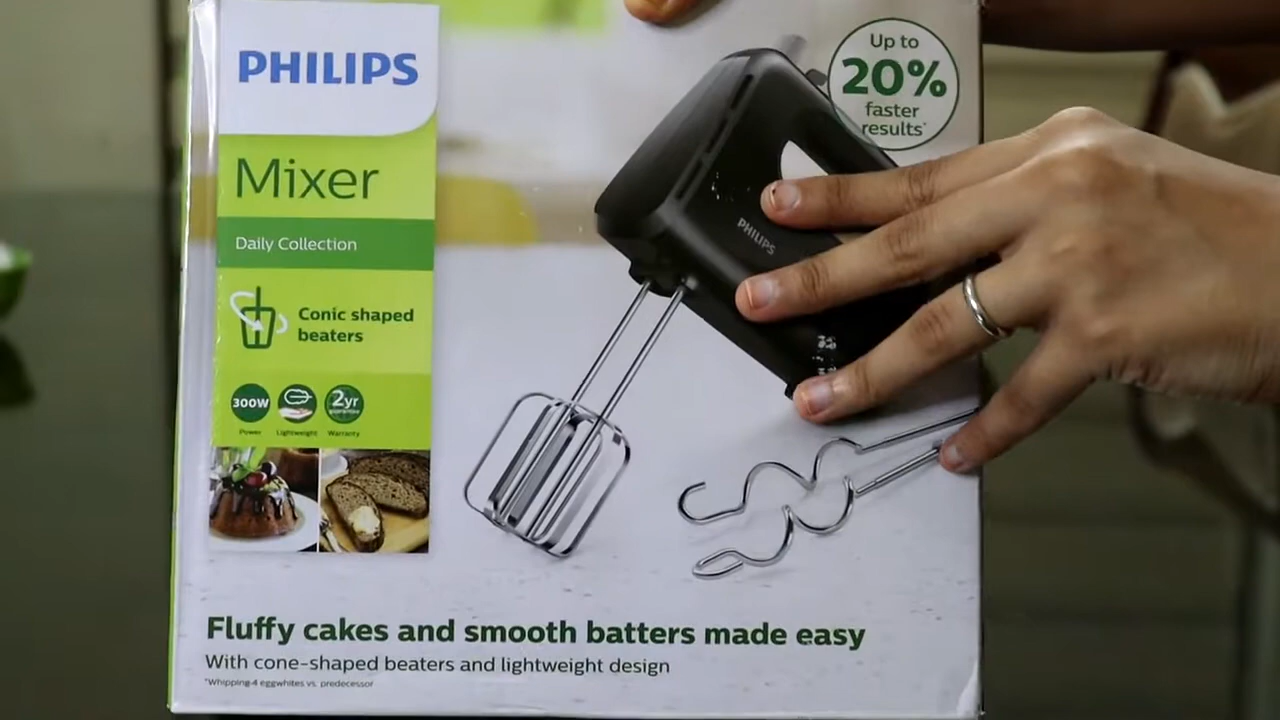 PHILIPS
Mixer
Daily Collection
Conic shaped
beaters
300W
2yr
guarantee
Power
Lightweight
Warranty
Up to
20%
faster
results*
PHILIPS
Fluffy cakes and smooth batters made easy
With cone-shaped beaters and lightweight design
*Whipping 4 eggwhites vs. predecessor